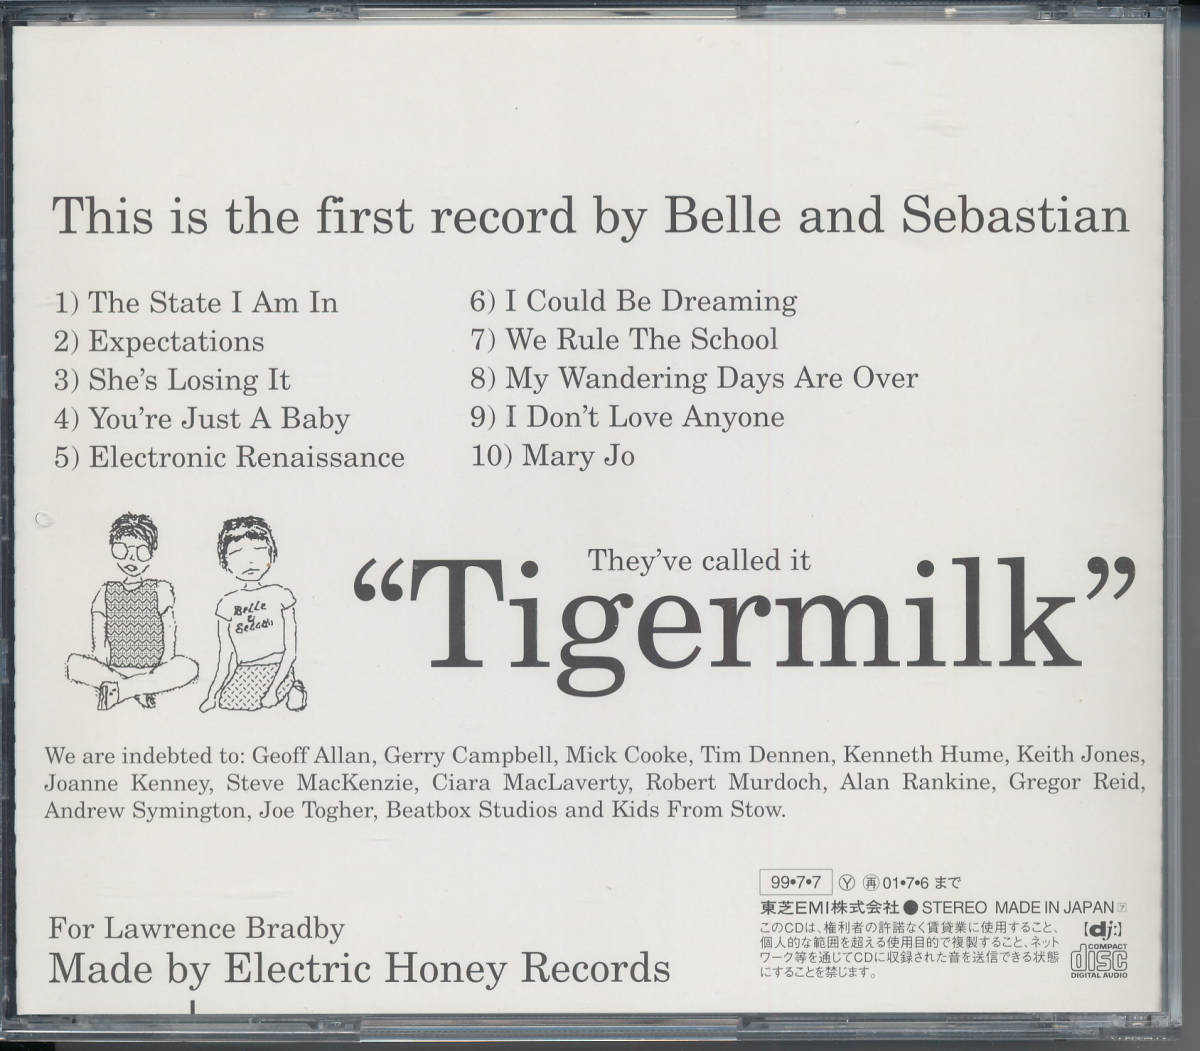 This is the first record by Belle and Sebastian
1) The State I Am In
2) Expectations
3) She's Losing It
4) You're Just A Baby
5) Electronic Renaissance
6) I Could Be Dreaming
7) We Rule The School
8) My Wandering Days Are Over
9) I Don't Love Anyone
10) Mary Jo
Belle
&
They've called it
“Tigermilk”
We are indebted to: Geoff Allan, Gerry Campbell, Mick Cooke, Tim Dennen, Kenneth Hume, Keith Jones,
Joanne Kenney, Steve MacKenzie, Ciara MacLaverty, Robert Murdoch, Alan Rankine, Gregor Reid,
Andrew Symington, Joe Togher, Beatbox Studios and Kids From Stow.
For Lawrence Bradby
Made by Electric Honey Records
99•7•7 Ⓨ ㊞01•7•6 まで
東芝EMI株式会社●STEREO MADE IN JAPAN
このCDは、権利者の許諾なく賃貸業に使用すること、
個人的な範囲を超える使用目的で複製すること、ネット
ワーク等を通じてCDに収録された音を送信できる状態
にすることを禁じます。
【dj:】
COMPACT
disc
DIGITAL AUDIO